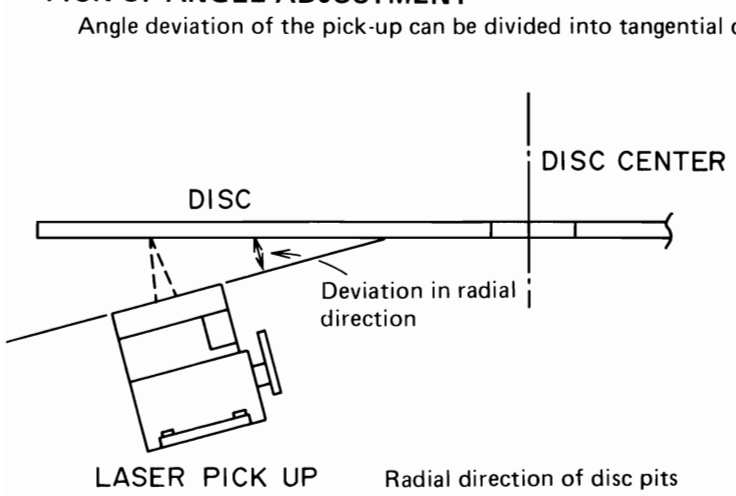 Angle deviation of the pick-up can be divided into tangential
DISC CENTER
DISC
Deviation in radial
direction
LASER PICK UP
Radial direction of disc pits